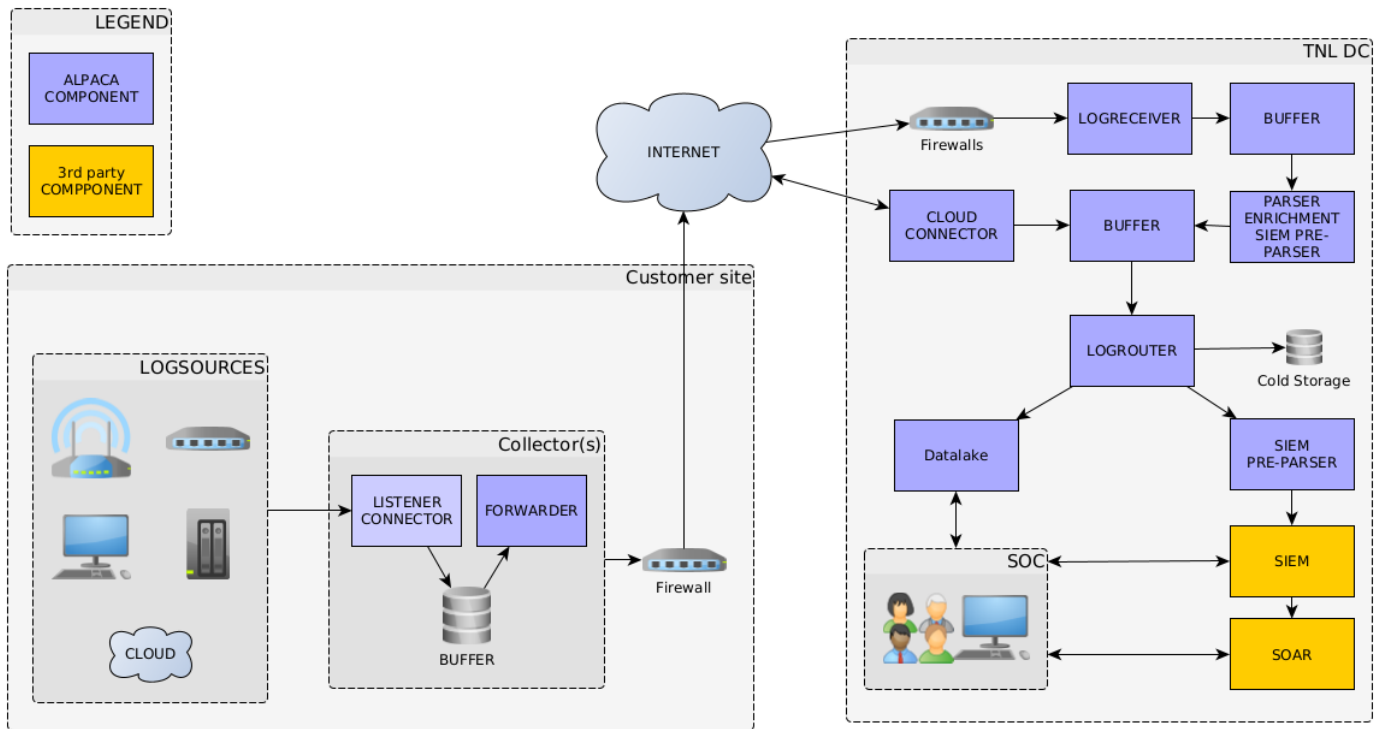 LEGEND
ALPACA
COMPONENT
3rd party
COMPPONENT
Customer site
LOGSOURCES
CLOUD
Collector(s)
LISTENER
CONNECTOR
FORWARDER
BUFFER
Firewall
INTERNET
TNL DC
Firewalls
LOGRECEIVER
BUFFER
CLOUD
CONNECTOR
BUFFER
PARSER
ENRICHMENT
SIEM PRE-
PARSER
LOGROUTER
Cold Storage
Datalake
SIEM
PRE-PARSER
SOC
SIEM
SOAR